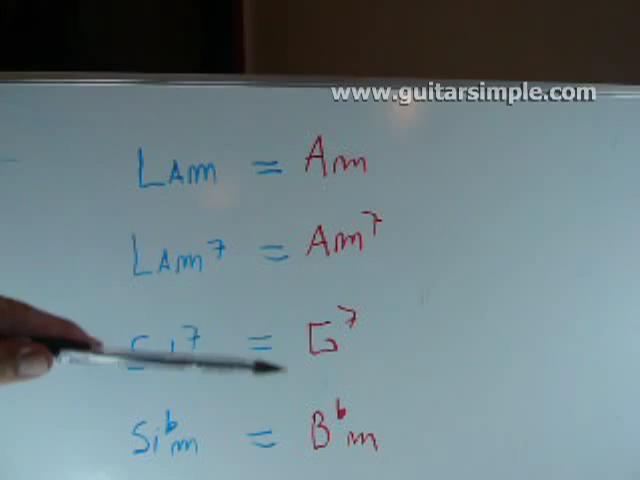 www.guitarsimple.com
LAm = Am
LAm7 = Am7
= G7
Sibm = Bbm